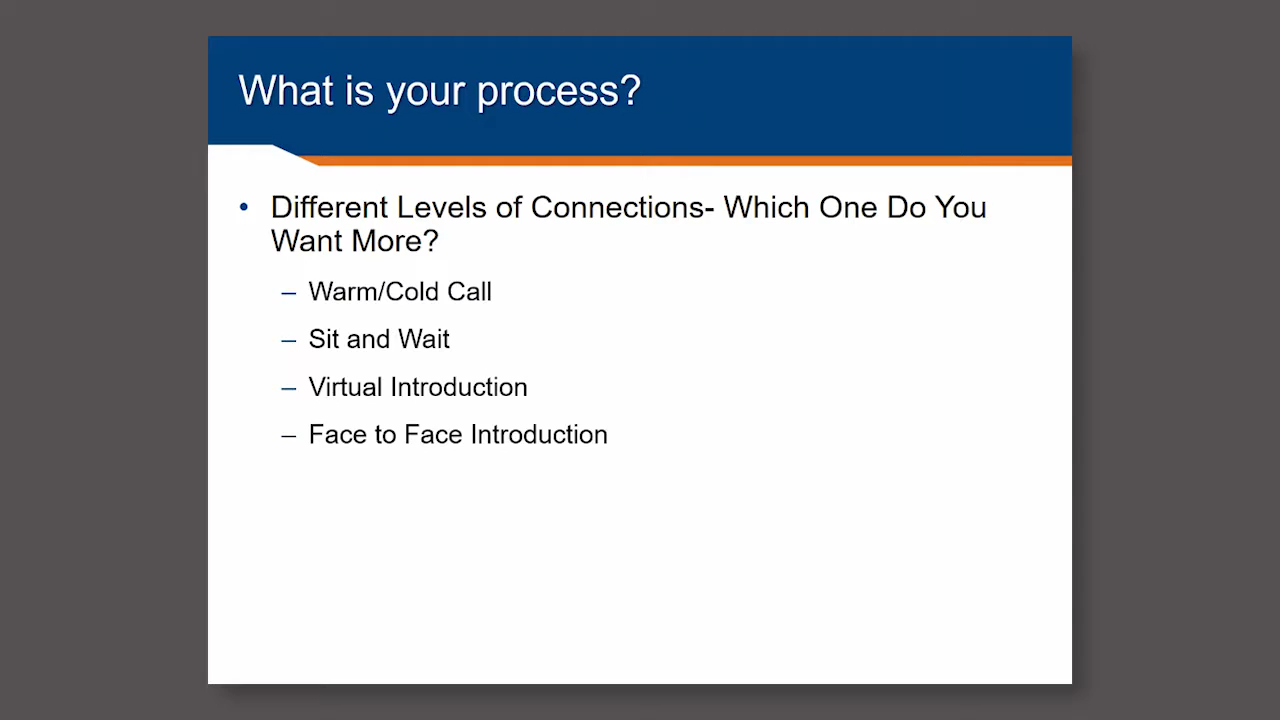 What is your process?
• Different Levels of Connections- Which One Do You
Want More?
– Warm/Cold Call
– Sit and Wait
– Virtual Introduction
– Face to Face Introduction